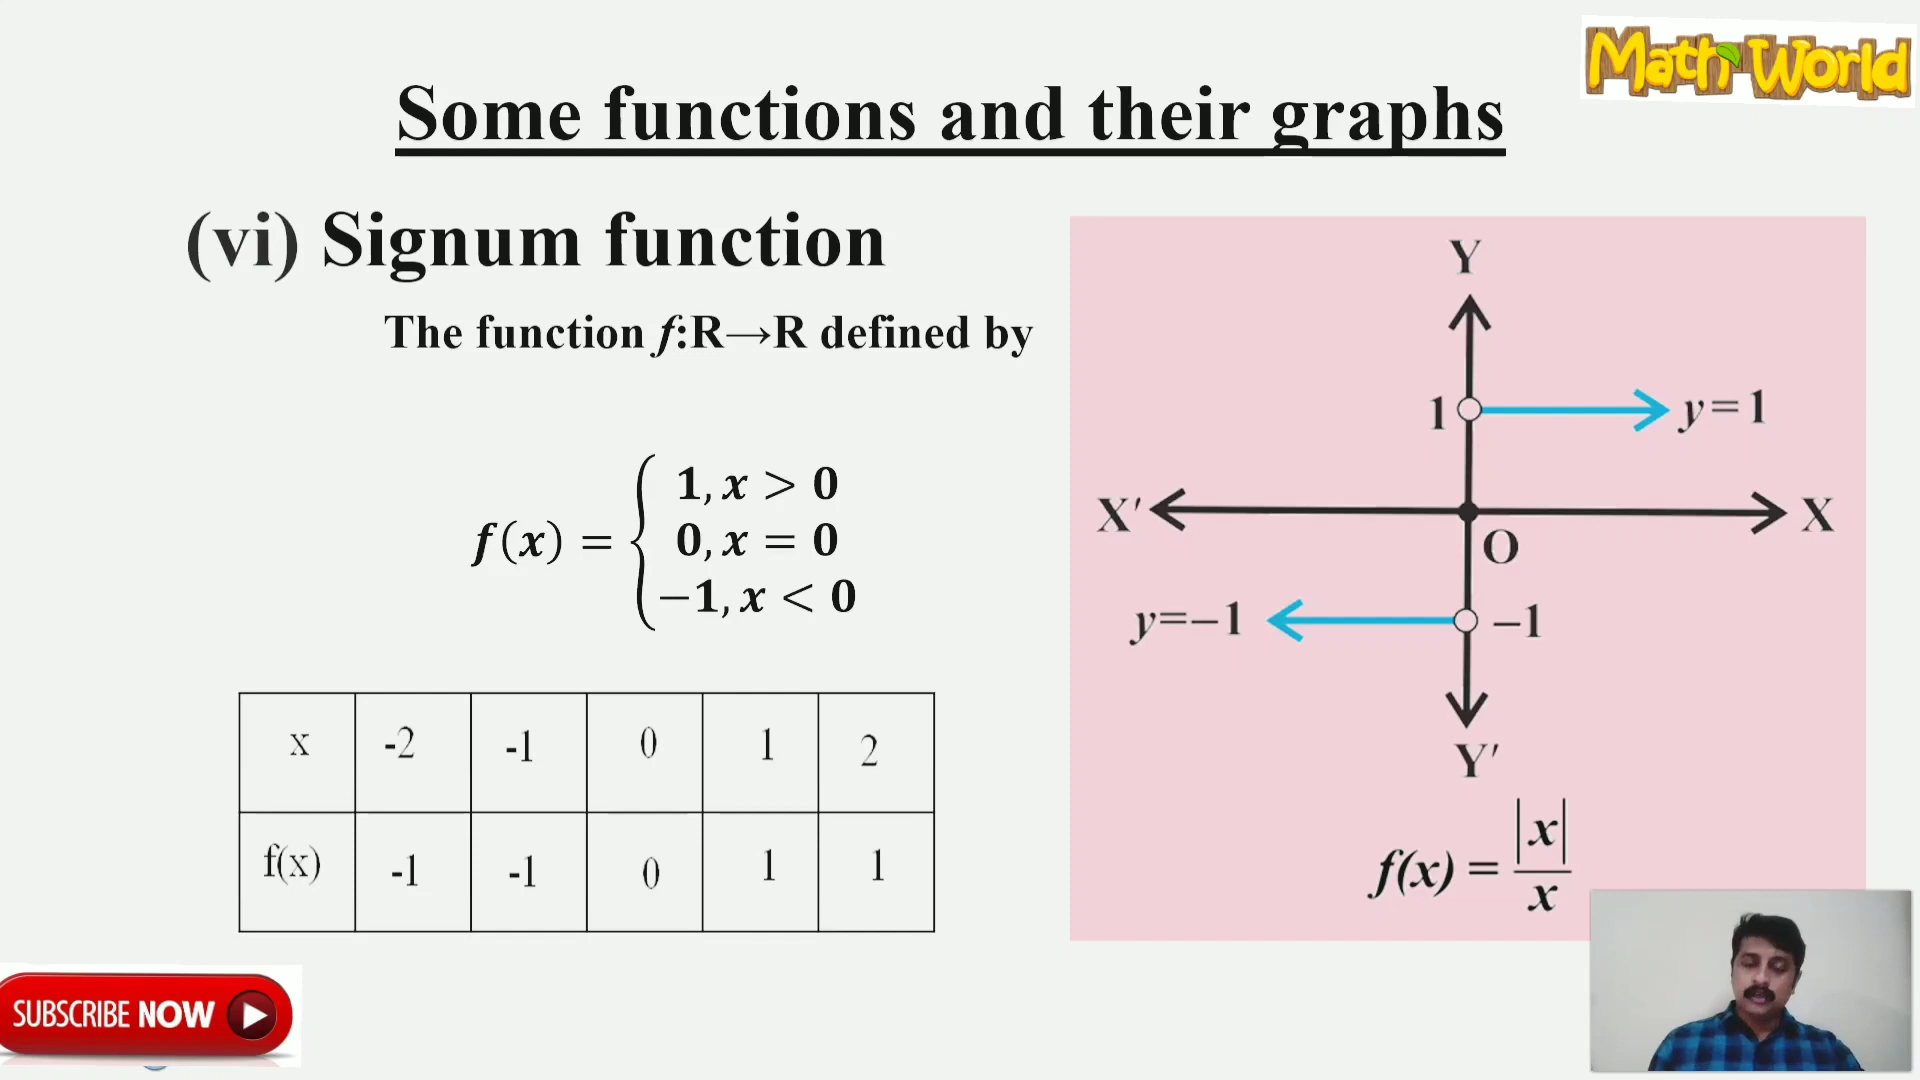 Math World
Some functions and their graphs
(vi) Signum function
The function f:R→R defined by
f(x) = { 1, x > 0
0, x = 0
−1, x < 0
x -2 -1 0 1 2
f(x) -1 -1 0 1 1
Y
1 y=1
X′ X
O
y=−1 −1
Y′
f(x) = |x|/x
SUBSCRIBE NOW